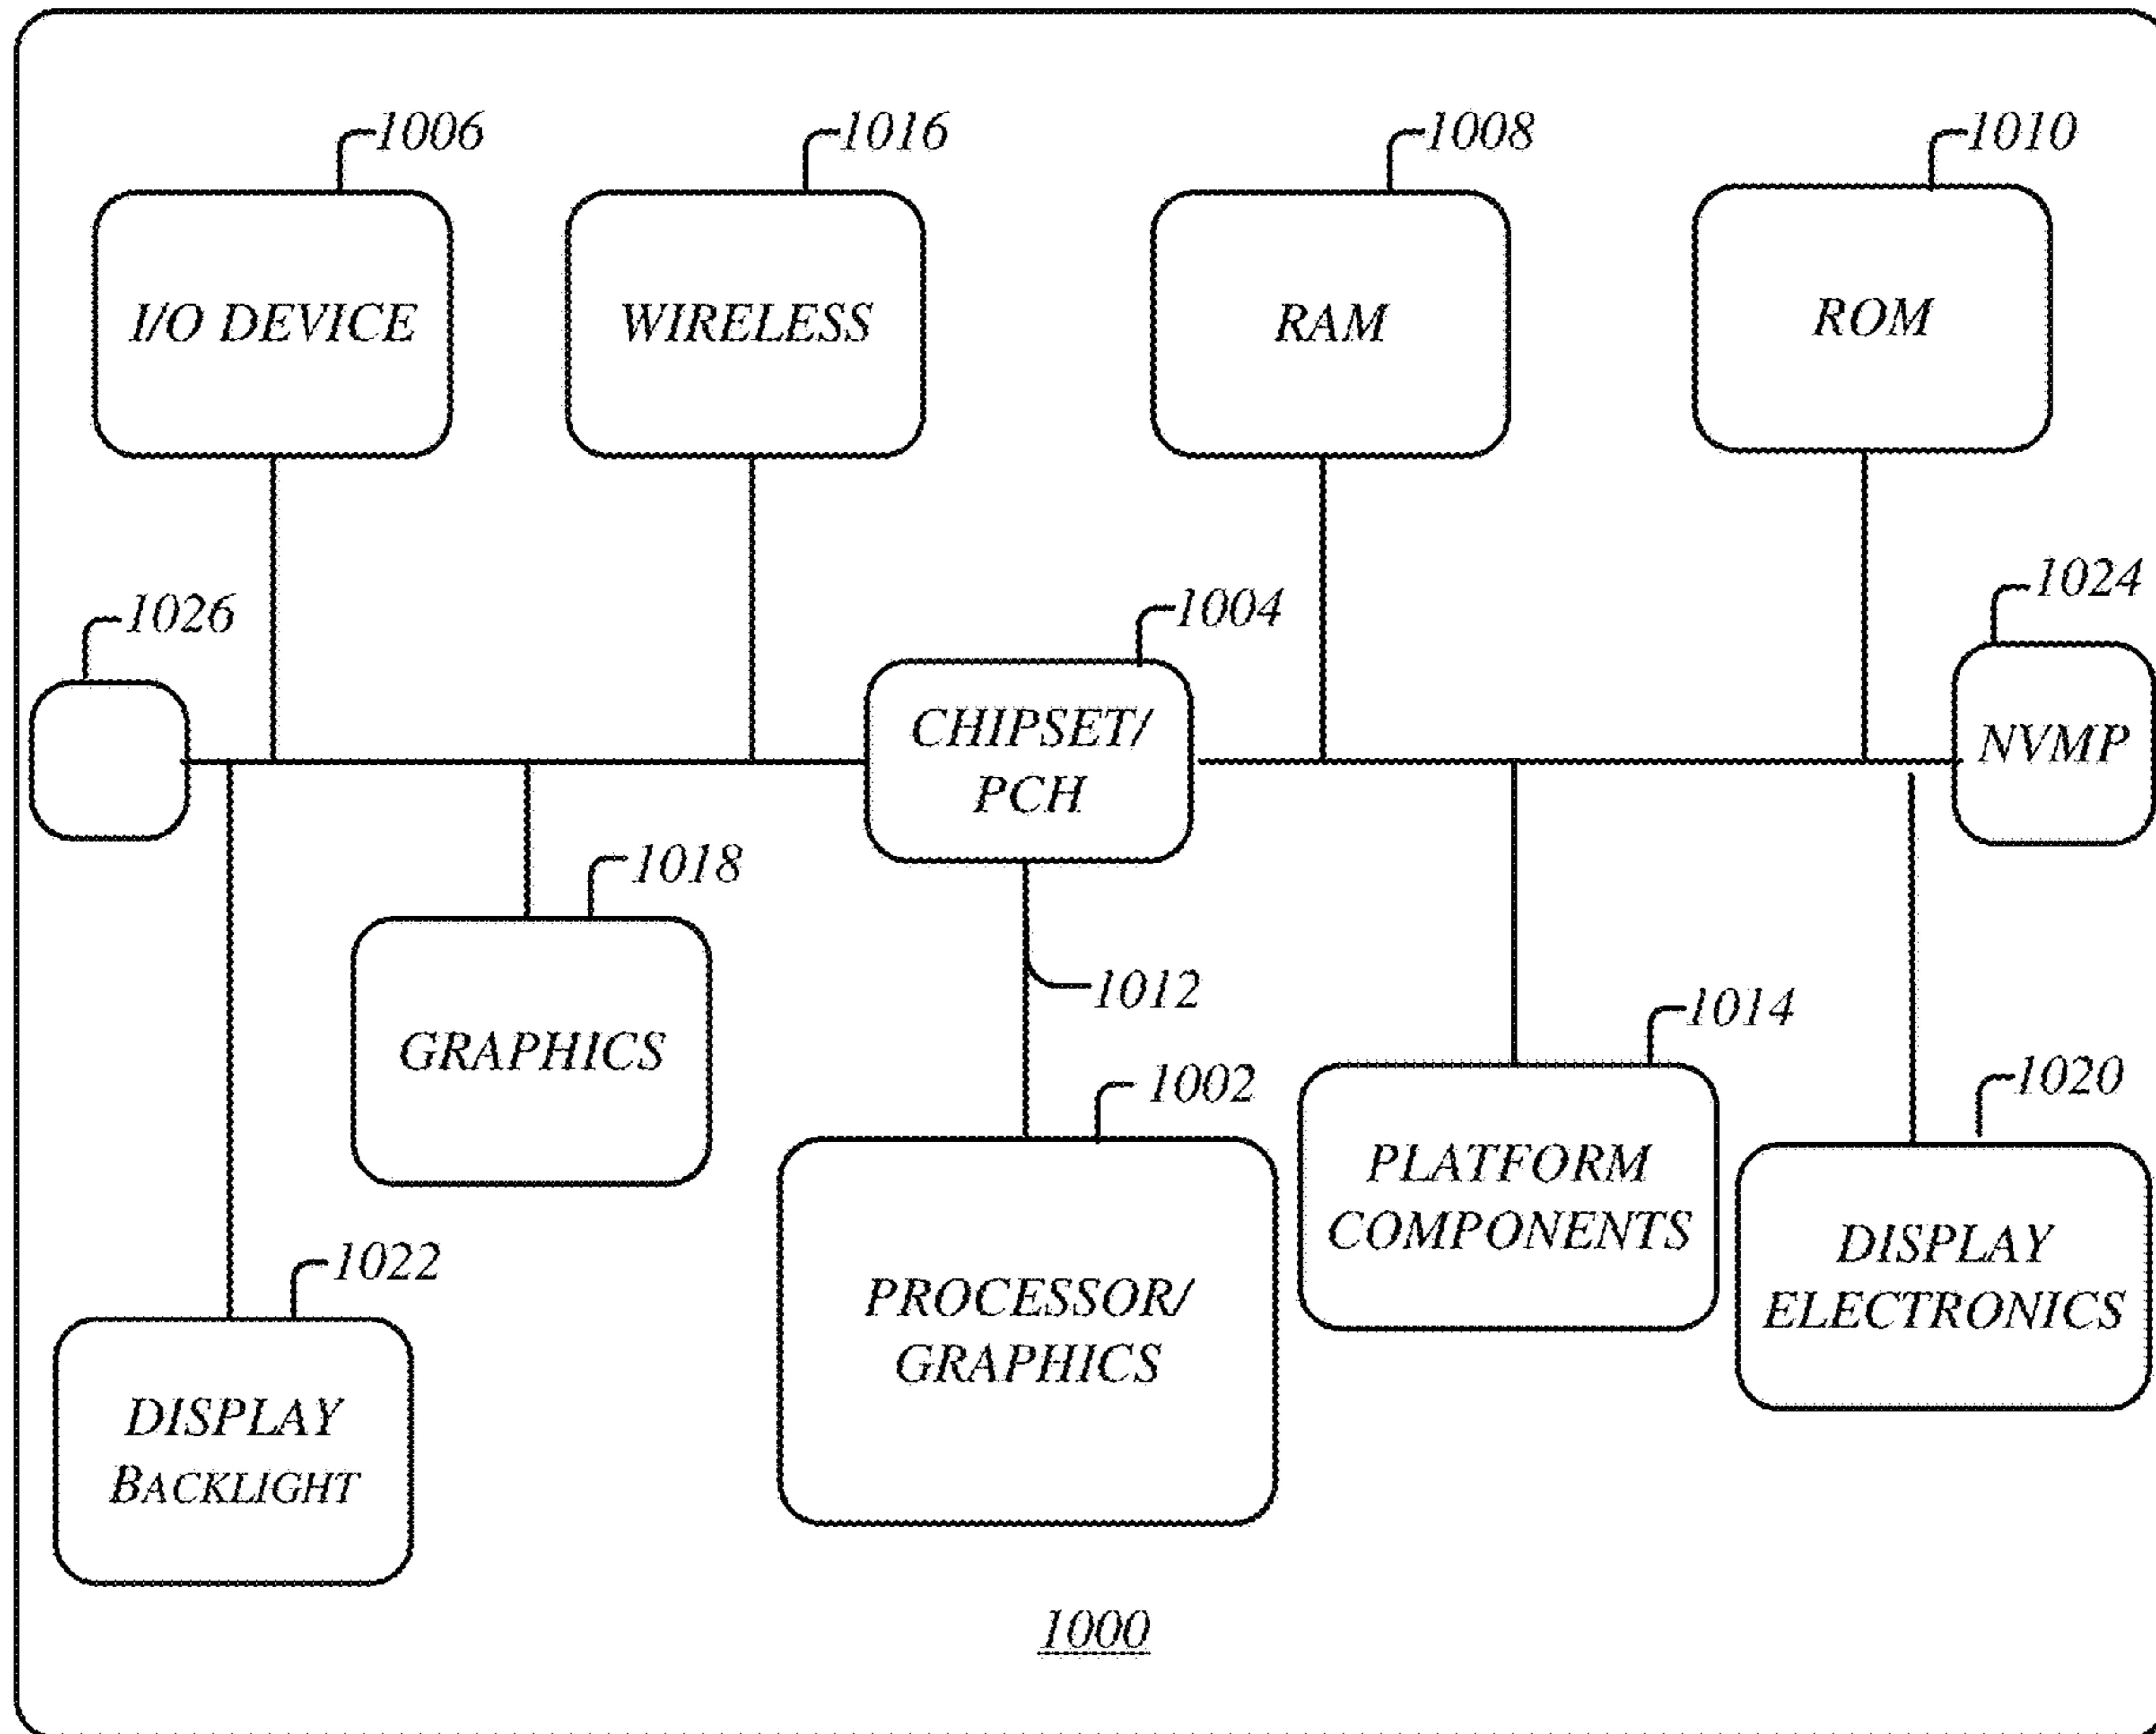 1006
1016
1008
1010
I/O DEVICE
WIRELESS
RAM
ROM
1026
1004
1024
CHIPSET/
PCH
NVMP
1018
1012
1014
GRAPHICS
1002
1020
PLATFORM
COMPONENTS
1022
PROCESSOR/
GRAPHICS
DISPLAY
ELECTRONICS
DISPLAY
BACKLIGHT
1000